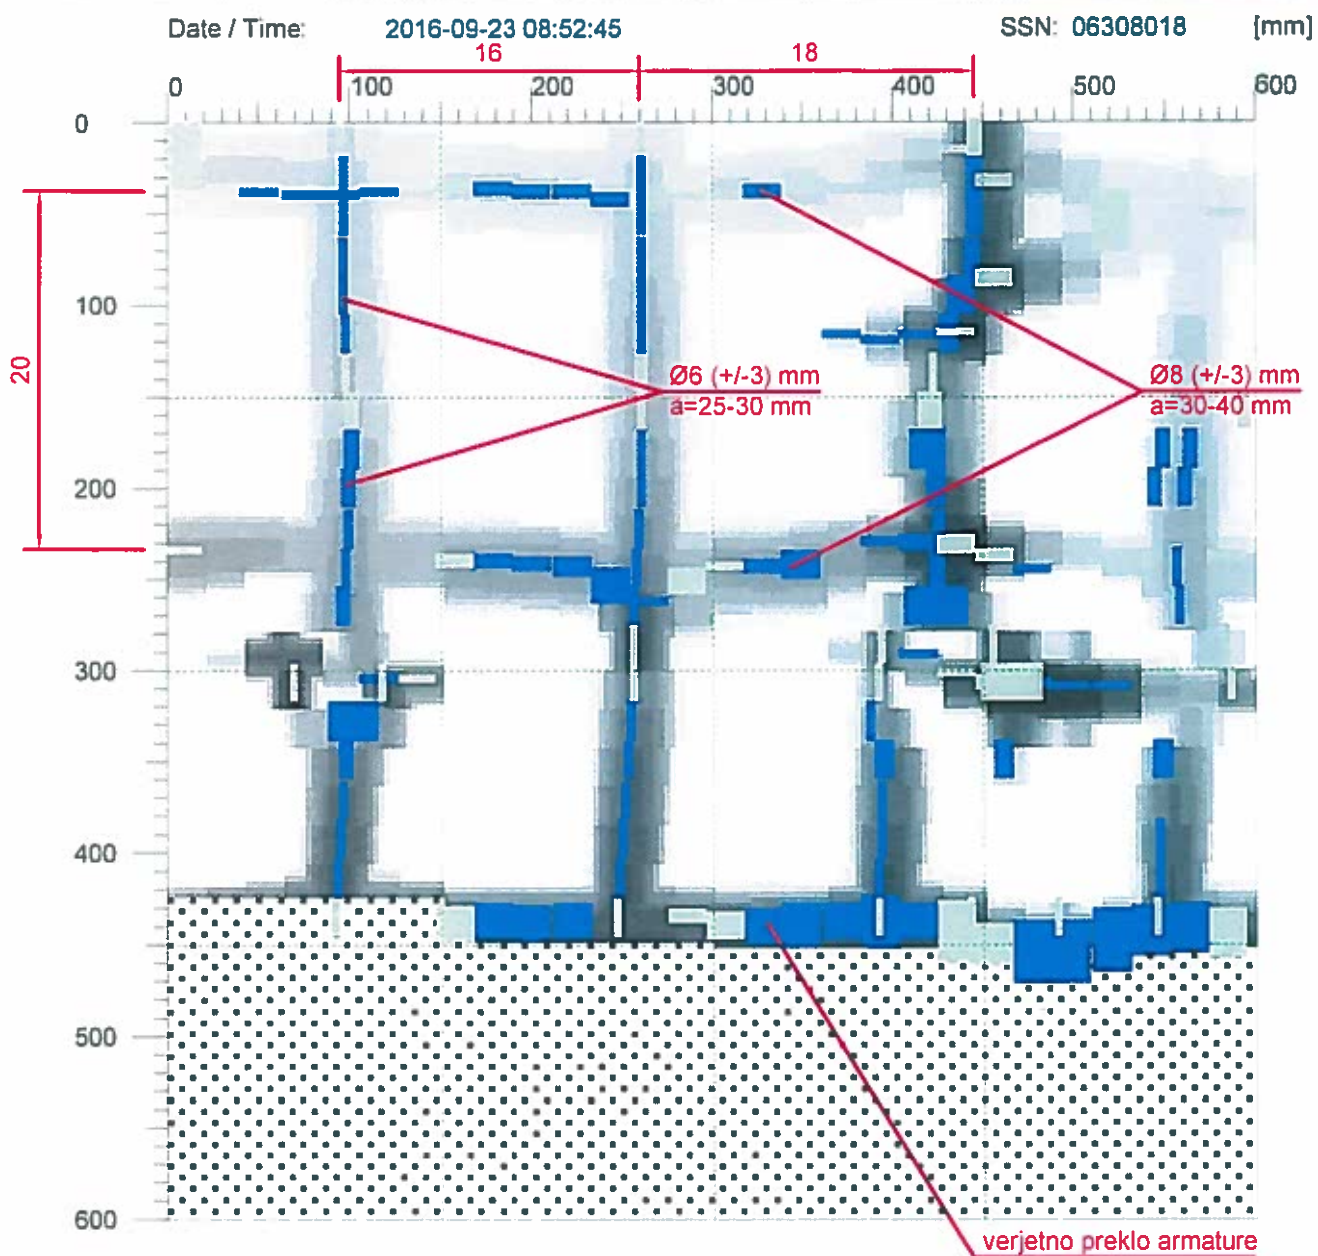 Date / Time: 2016-09-23 08:52:45 SSN: 06308018 [mm]
16 18
0 100 200 300 400 500 600
0
100
20
Ø6 (+/-3) mm
a=25-30 mm
Ø8 (+/-3) mm
a=30-40 mm
200
300
400
500
600
verjetno preklo armature